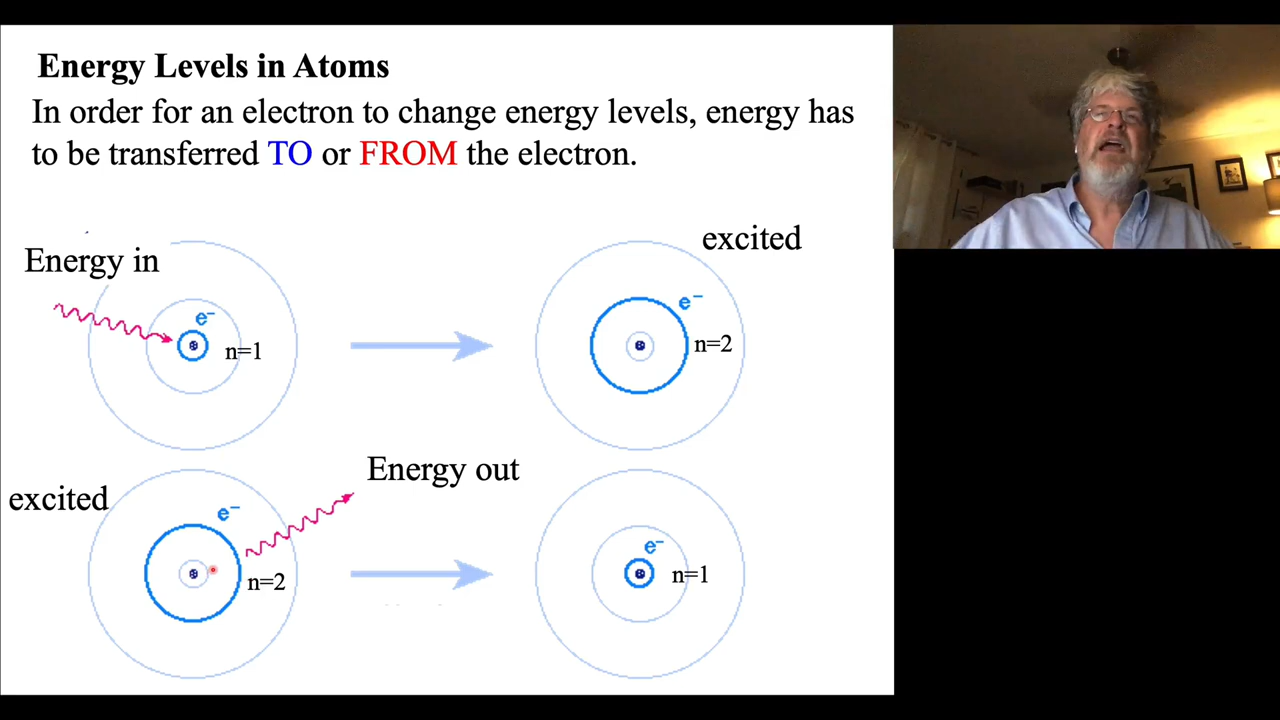 Energy Levels in Atoms
In order for an electron to change energy levels, energy has
to be transferred TO or FROM the electron.
Energy in
e⁻
n=1
excited
e⁻
n=2
excited
e⁻
n=2
Energy out
e⁻
n=1